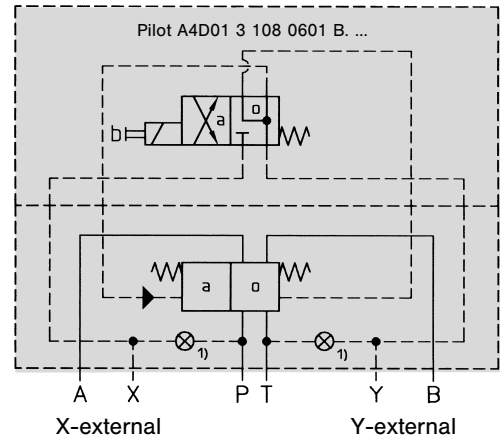 Pilot A4D01 3 108 0601 B. ...
b a o
a o
1) 1)
A X P T Y B
X-external Y-external